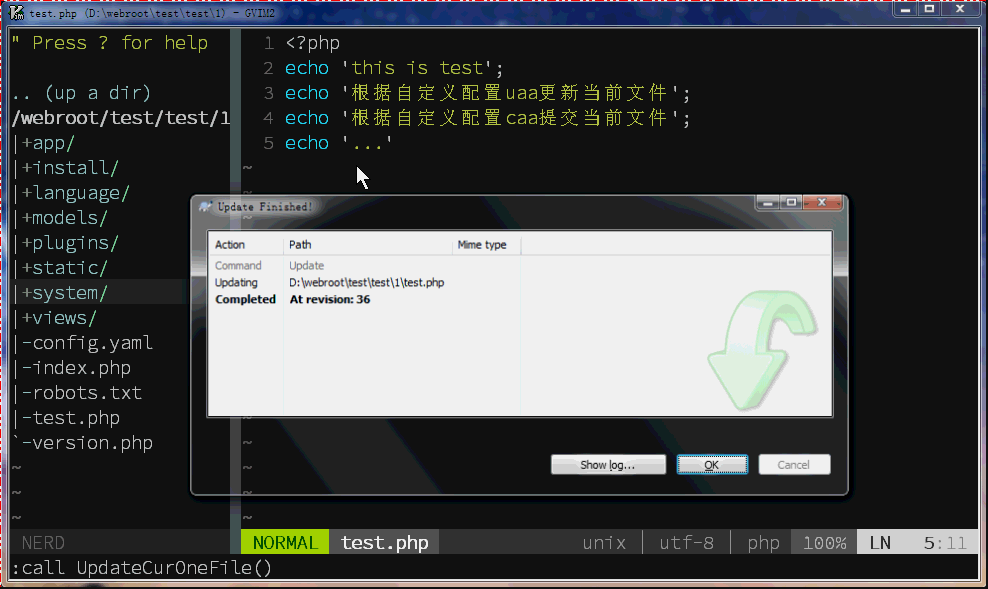 test.php (D:\webroot\test\test\1) - GVIM2
" Press ? for help
.. (up a dir)
/webroot/test/test/1
|+app/
|+install/
|+language/
|+models/
|+plugins/
|+static/
|+system/
|+views/
|-config.yaml
|-index.php
|-robots.txt
|-test.php
`-version.php
~
~
~
1 <?php
2 echo 'this is test';
3 echo '根据自定义配置uaa更新当前文件';
4 echo '根据自定义配置caa提交当前文件';
5 echo '...'
~
~
~
~
~
Update Finished!
Action Path Mime type
Command Update
Updating D:\webroot\test\test\1\test.php
Completed At revision: 36
Show log... OK Cancel
NERD NORMAL test.php unix utf-8 php 100% LN 5:11
:call UpdateCurOneFile()